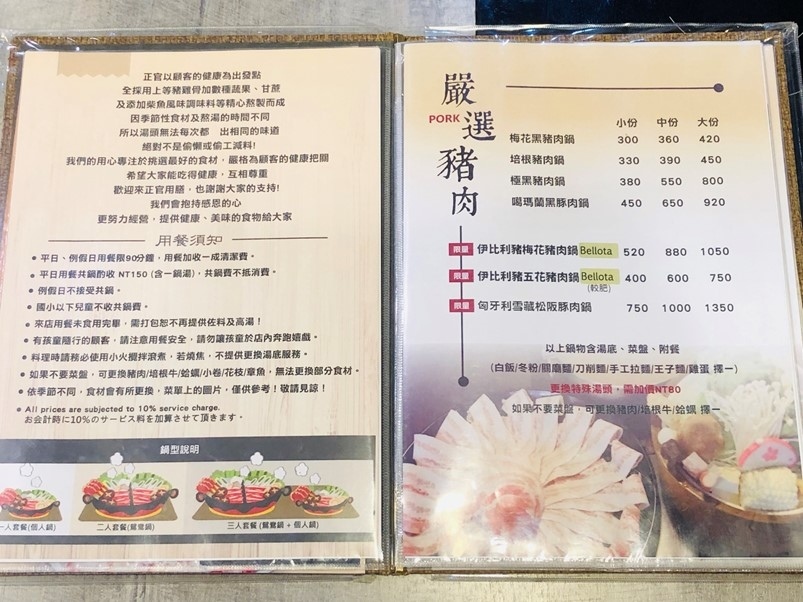 正官以顧客的健康為出發點
全採用上等豬雞骨加數種蔬果、甘蔗
及添加柴魚風味調味料等精心熬製而成
因季節性食材及熬湯的時間不同
所以湯頭無法每次都　出相同的味道
絕對不是偷懶或偷工減料!
我們的用心專注於挑選最好的食材，嚴格為顧客的健康把關
希望大家能吃得健康，互相尊重
歡迎來正官用膳，也謝謝大家的支持!
我們會抱持感恩的心
更努力經營，提供健康、美味的食物給大家
用餐須知
● 平日、例假日用餐限90分鐘，用餐加收一成清潔費。
● 平日用餐共鍋酌收 NT150 (含一鍋湯)，共鍋費不抵消費。
● 例假日不接受共鍋。
● 國小以下兒童不收共鍋費。
● 來店用餐未食用完畢，需打包恕不再提供佐料及高湯!
● 有孩童隨行的顧客，請注意用餐安全，請勿讓孩童於店內奔跑嬉戲。
● 料理時請務必使用小火攪拌滾煮，若燒焦，不提供更換湯底服務。
● 如果不要菜盤，可更換豬肉/培根牛/蛤蠣/小卷/花枝/章魚，無法更換部分食材。
● 依季節不同，食材會有所更換，菜單上的圖片，僅供參考！敬請見諒！
● All prices are subjected to 10% service charge.
お会計時に10%のサービス料を加算させて頂きます。
鍋型說明
一人套餐(個人鍋)
二人套餐(鴛鴦鍋)
三人套餐(鴛鴦鍋 + 個人鍋)
嚴選豬肉
PORK
小份 中份 大份
梅花黑豬肉鍋 300 360 420
培根豬肉鍋 330 390 450
極黑豬肉鍋 380 550 800
噶瑪蘭黑豚肉鍋 450 650 920
限量 伊比利豬梅花豬肉鍋 Bellota 520 880 1050
限量 伊比利豬五花豬肉鍋 Bellota 400 600 750
(較肥)
限量 匈牙利雪藏松阪豚肉鍋 750 1000 1350
以上鍋物含湯底、菜盤、附餐
(白飯/冬粉/關廟麵/刀削麵/手工拉麵/王子麵/雞蛋 擇一)
更換特殊湯頭，需加價NT80
如果不要菜盤，可更換豬肉/培根牛/蛤蠣 擇一